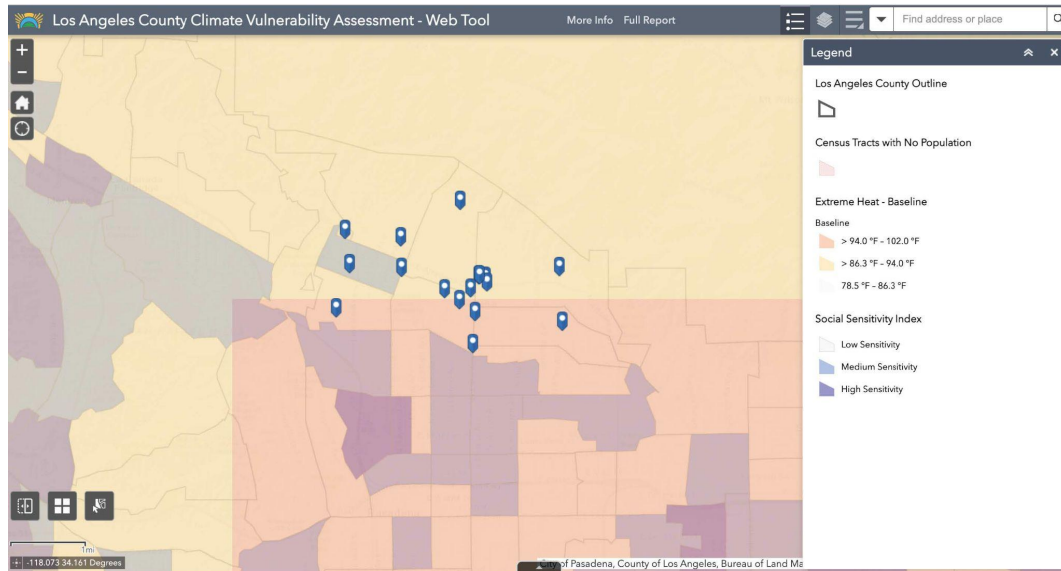 Los Angeles County Climate Vulnerability Assessment - Web Tool
More Info Full Report
Find address or place
Legend
Los Angeles County Outline
Census Tracts with No Population
Extreme Heat - Baseline
Baseline
> 94.0 °F – 102.0 °F
> 86.3 °F – 94.0 °F
78.5 °F – 86.3 °F
Social Sensitivity Index
Low Sensitivity
Medium Sensitivity
High Sensitivity
1mi
-118.073 34.161 Degrees
City of Pasadena, County of Los Angeles, Bureau of Land Ma